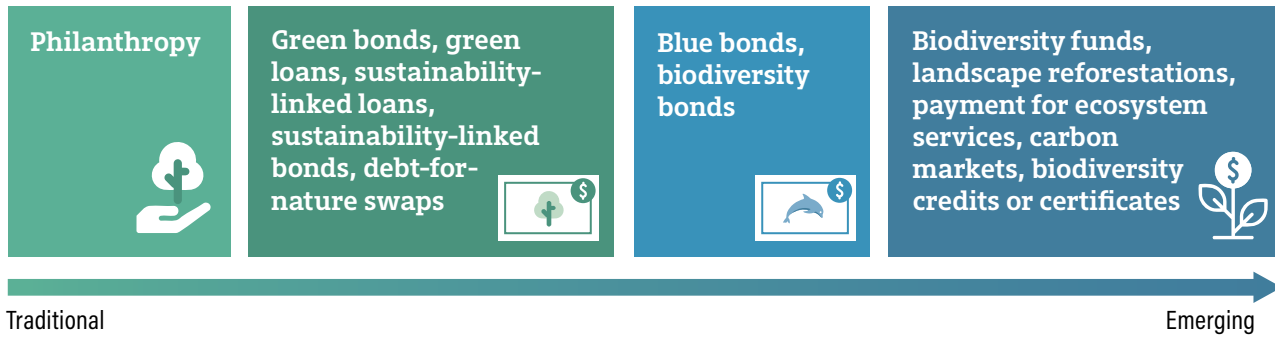 Philanthropy
Green bonds, green
loans, sustainability-
linked loans,
sustainability-linked
bonds, debt-for-
nature swaps
$
Blue bonds,
biodiversity
bonds
$
Biodiversity funds,
landscape reforestations,
payment for ecosystem
services, carbon
markets, biodiversity
credits or certificates
$
Traditional
Emerging